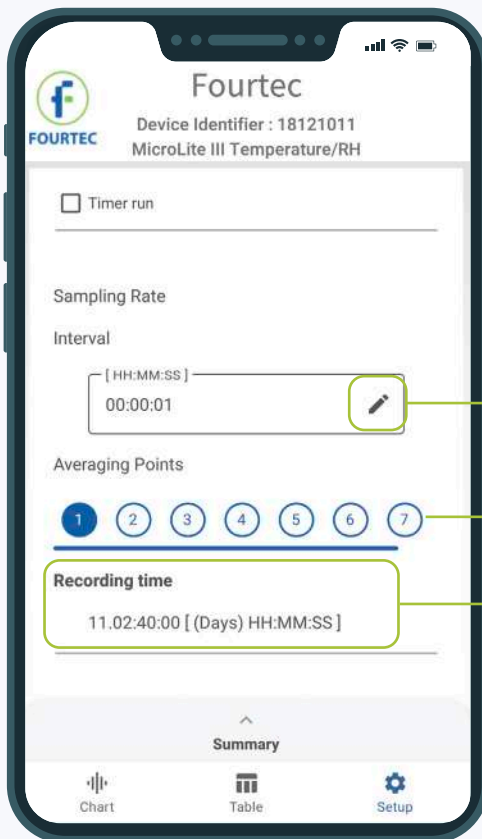 Fourtec
FOURTEC
Device Identifier : 18121011
MicroLite III Temperature/RH
Timer run
Sampling Rate
Interval
[ HH:MM:SS ]
00:00:01
Averaging Points
1 2 3 4 5 6 7
Recording time
11.02:40:00 [ (Days) HH:MM:SS ]
Summary
Chart Table Setup